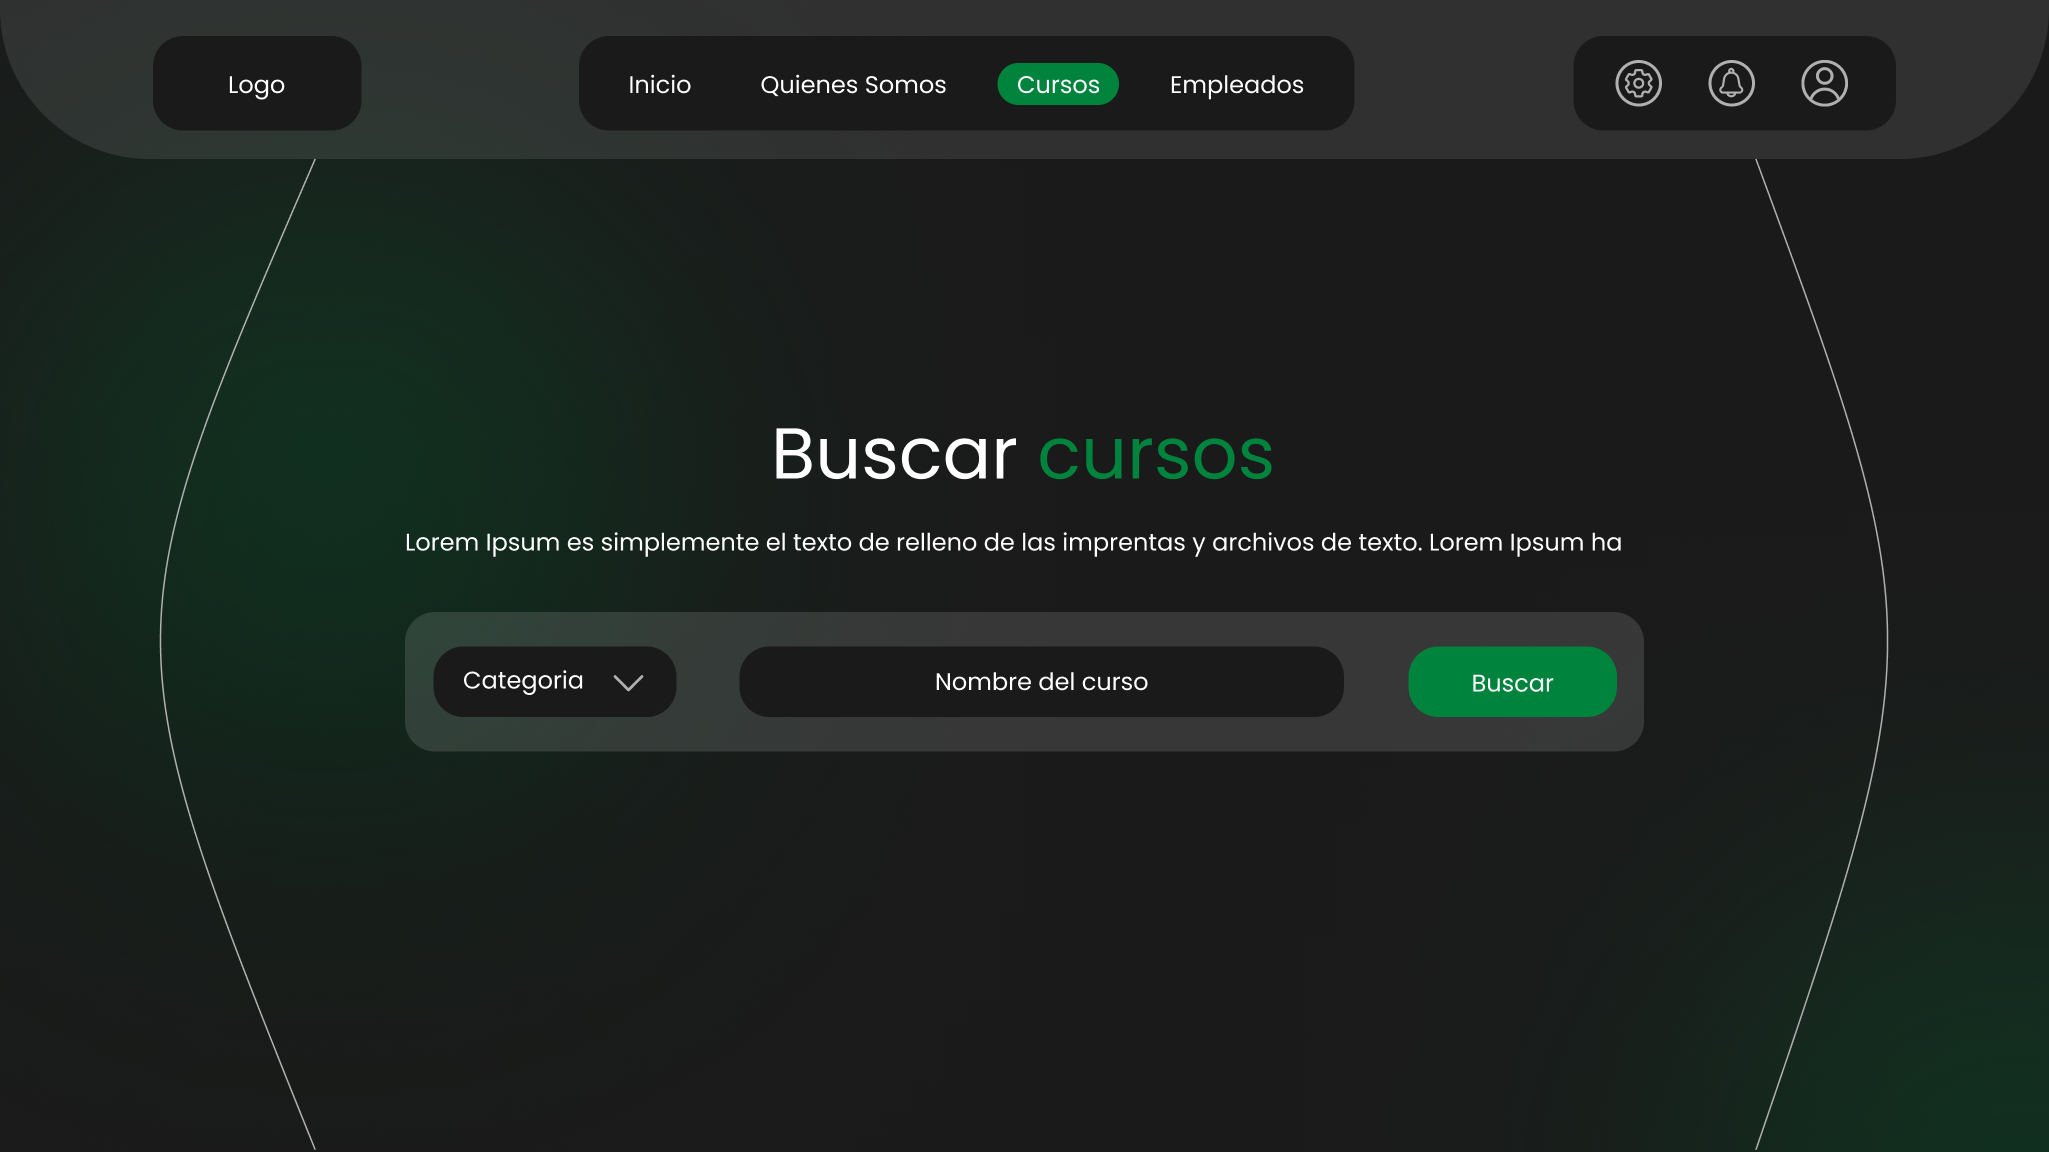 Logo
Inicio Quienes Somos Cursos Empleados
Buscar cursos
Lorem Ipsum es simplemente el texto de relleno de las imprentas y archivos de texto. Lorem Ipsum ha
Categoria Nombre del curso Buscar